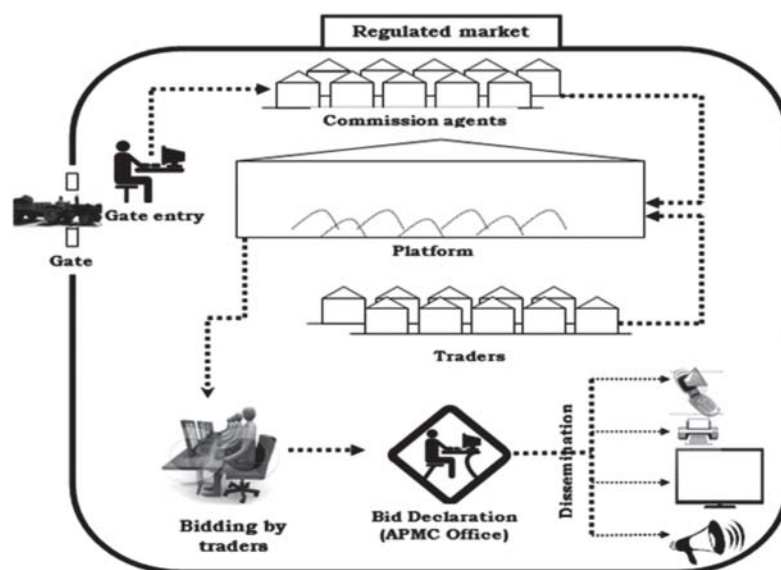 Regulated market
Commission agents
Gate entry
Gate
Platform
Traders
Bidding by
traders
Bid Declaration
(APMC Office)
Dissemination